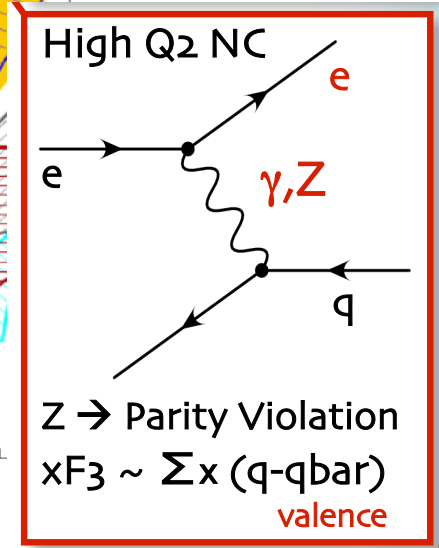 High Q2 NC
e
e
γ,Z
q
Z → Parity Violation
xF3 ~ Σx (q-qbar)
valence